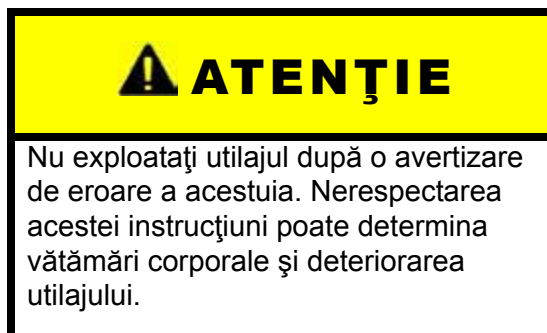 ATENŢIE
Nu exploataţi utilajul după o avertizare
de eroare a acestuia. Nerespectarea
acestei instrucţiuni poate determina
vătămări corporale şi deteriorarea
utilajului.